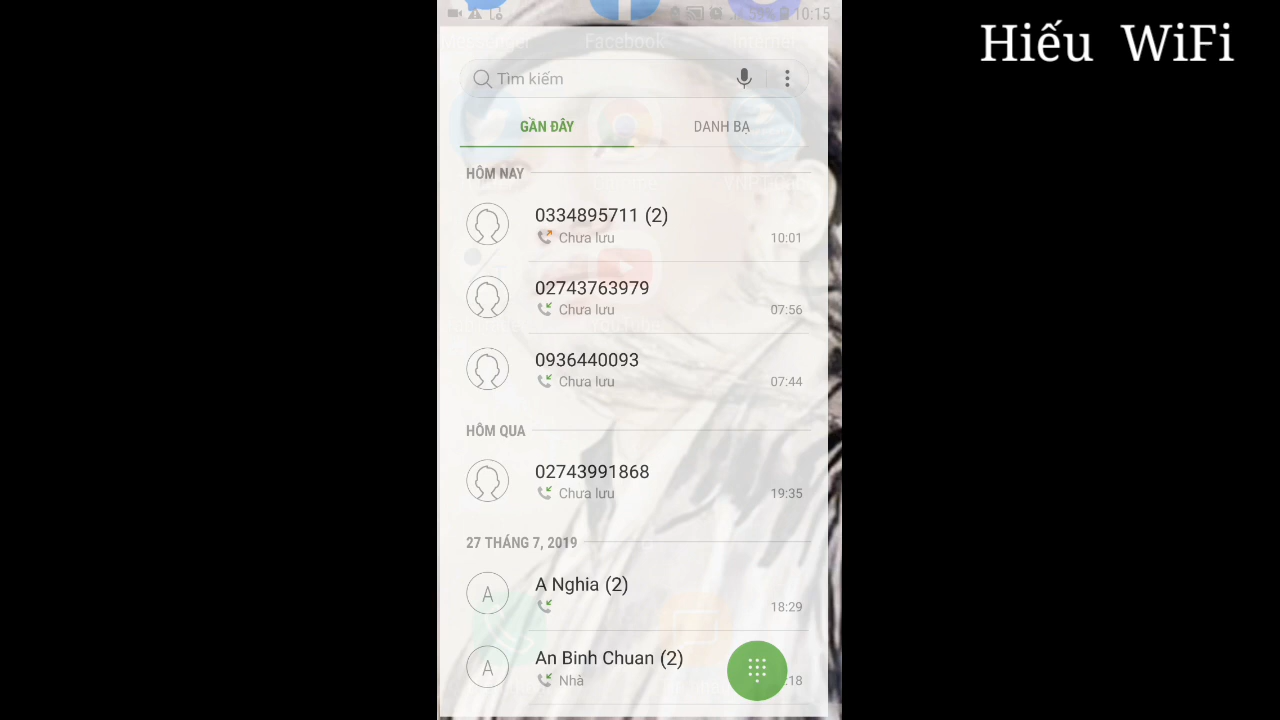 10:15
Facebook
Hiếu WiFi
Tìm kiếm
GẦN ĐÂY
DANH BẠ
HÔM NAY
0334895711 (2)
Chưa lưu
10:01
02743763979
Chưa lưu
07:56
0936440093
Chưa lưu
07:44
HÔM QUA
02743991868
Chưa lưu
19:35
27 THÁNG 7, 2019
A
A Nghia (2)
18:29
A
An Binh Chuan (2)
Nhà
:18